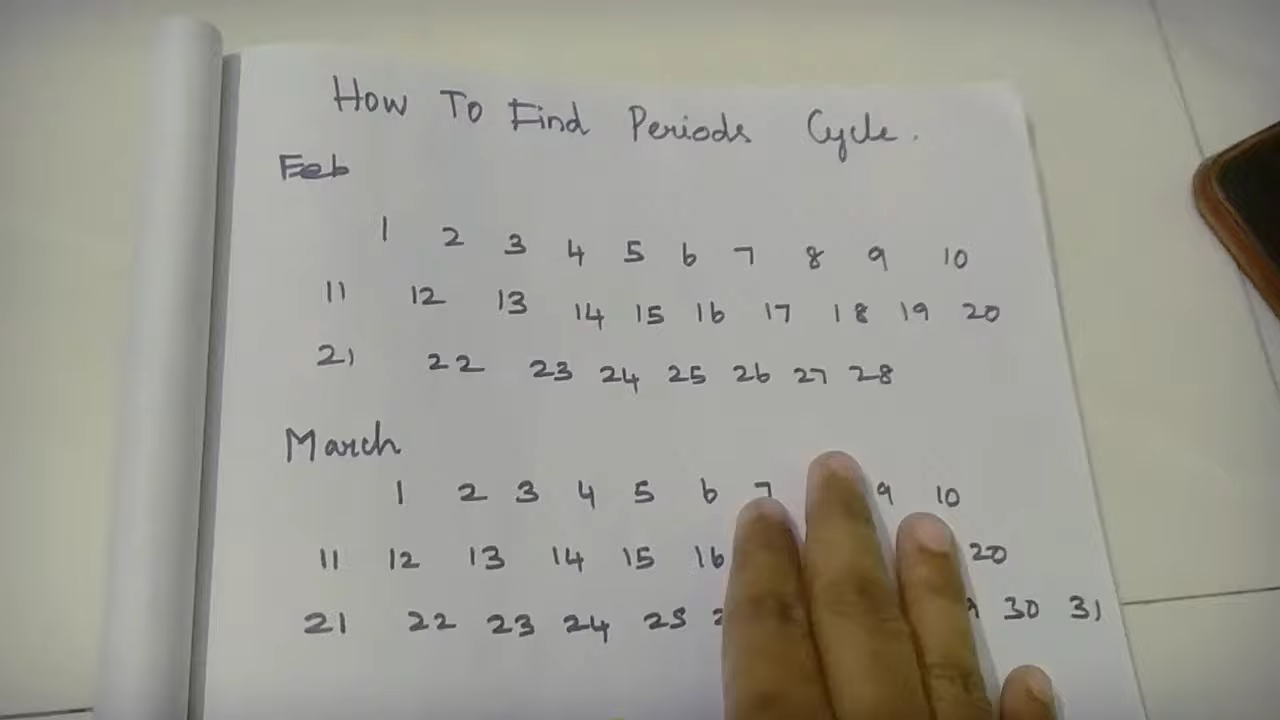 How To Find Periods Cycle.
Feb
1 2 3 4 5 6 7 8 9 10
11 12 13 14 15 16 17 18 19 20
21 22 23 24 25 26 27 28
March
1 2 3 4 5 6 7 9 10
11 12 13 14 15 16 20
21 22 23 24 25 30 31